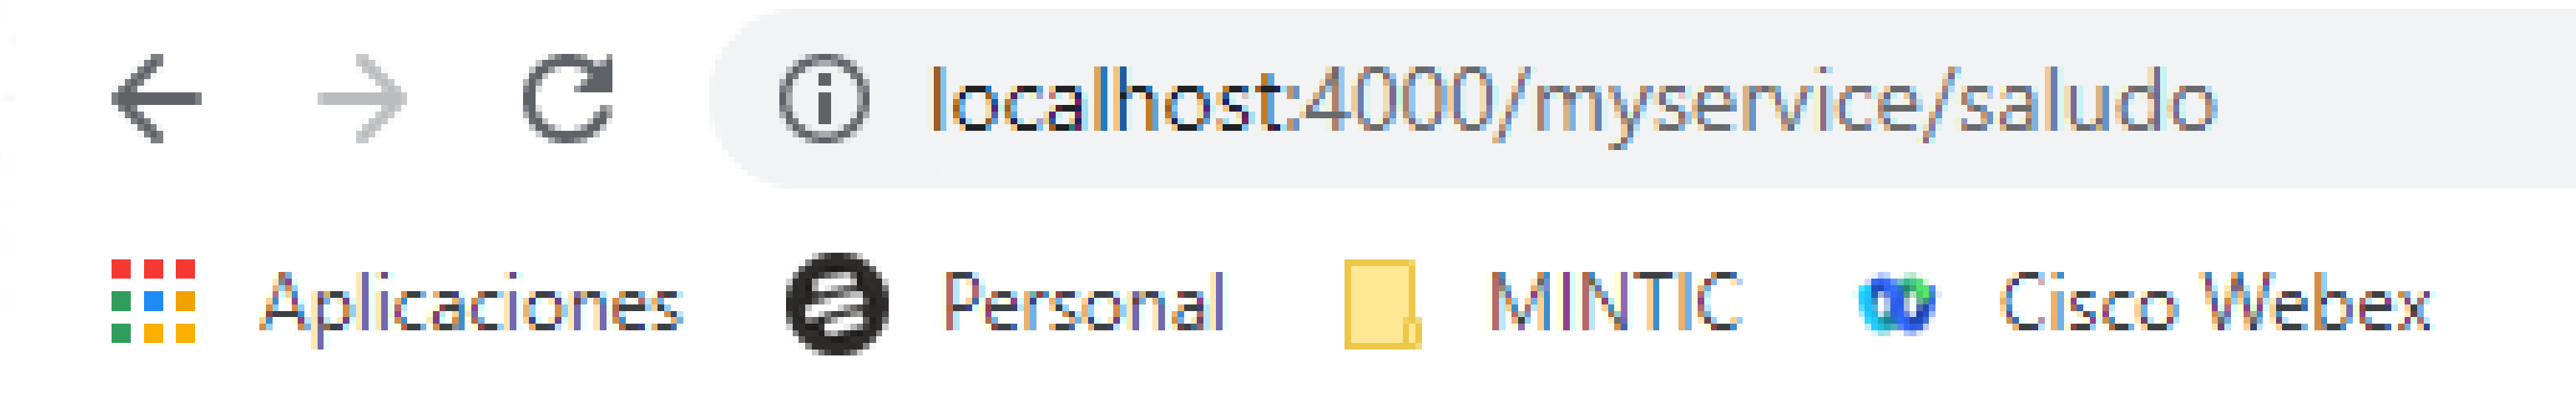 localhost:4000/myservice/saludo
Aplicaciones Personal MINTIC Cisco Webex